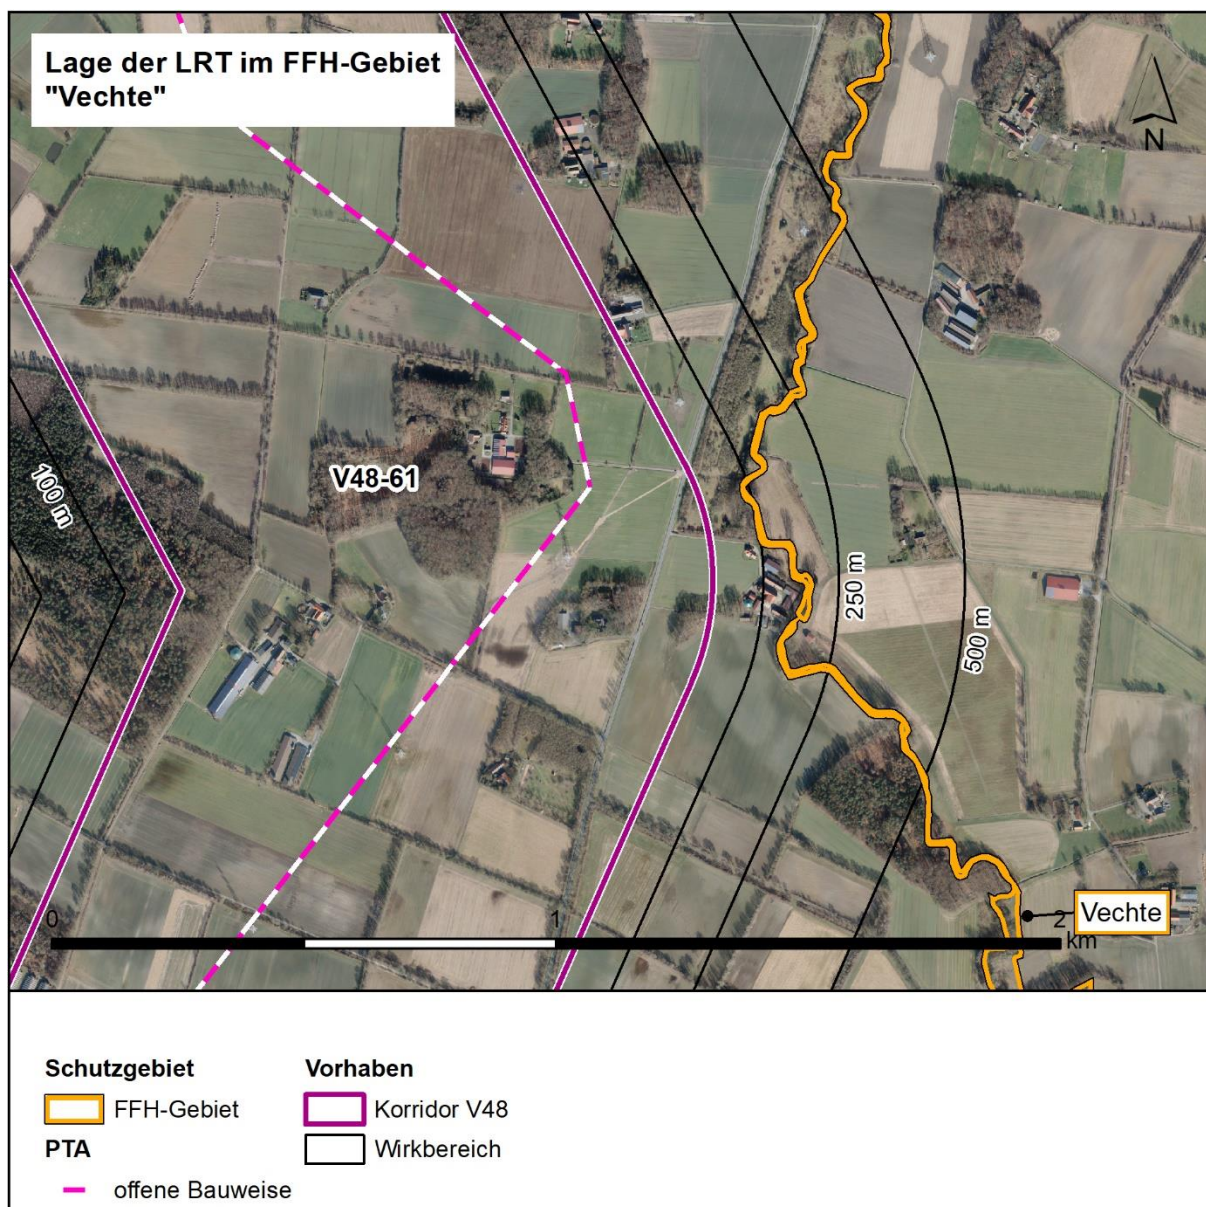 Lage der LRT im FFH-Gebiet
"Vechte"
N
V48-61
100 m
250 m
500 m
Vechte
0
1
2
km
Schutzgebiet
FFH-Gebiet
PTA
offene Bauweise
Vorhaben
Korridor V48
Wirkbereich